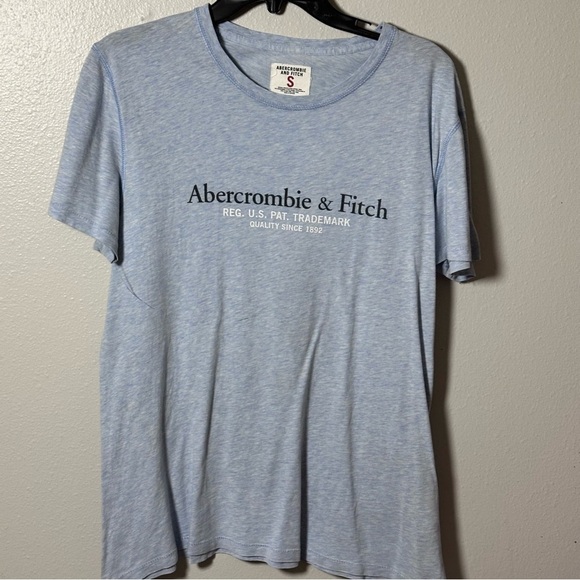 ABERCROMBIE
AND FITCH
S
Abercrombie & Fitch
REG. U.S. PAT. TRADEMARK
QUALITY SINCE 1892